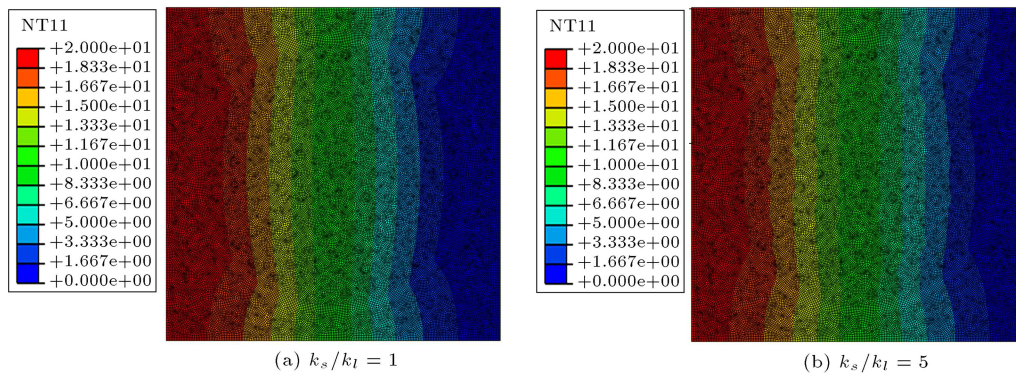 NT11
+2.000e+01
+1.833e+01
+1.667e+01
+1.500e+01
+1.333e+01
+1.167e+01
+1.000e+01
+8.333e+00
+6.667e+00
+5.000e+00
+3.333e+00
+1.667e+00
+0.000e+00
(a) k_s/k_l = 1
NT11
+2.000e+01
+1.833e+01
+1.667e+01
+1.500e+01
+1.333e+01
+1.167e+01
+1.000e+01
+8.333e+00
+6.667e+00
+5.000e+00
+3.333e+00
+1.667e+00
+0.000e+00
(b) k_s/k_l = 5